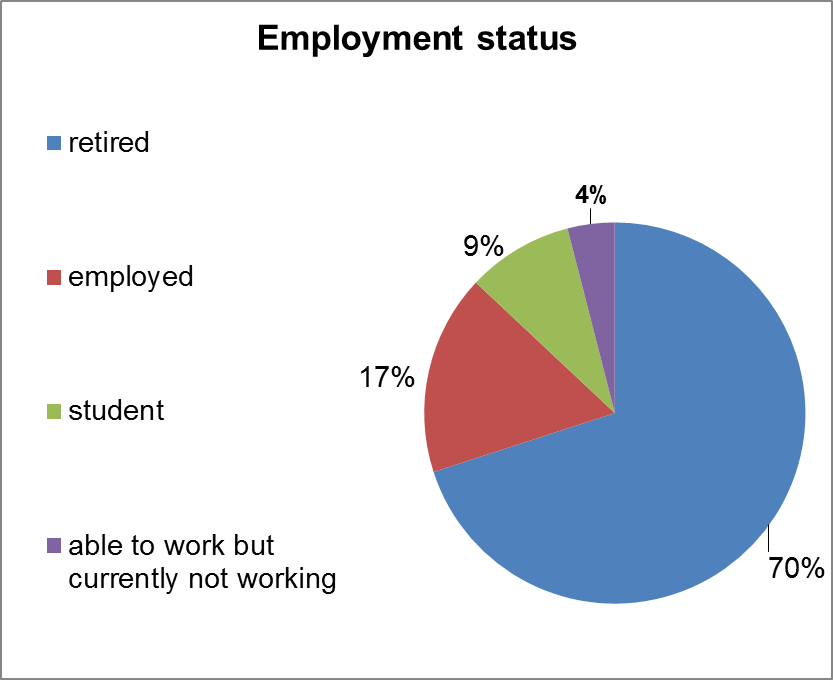 Employment status
retired
employed
student
able to work but
currently not working
4%
9%
17%
70%